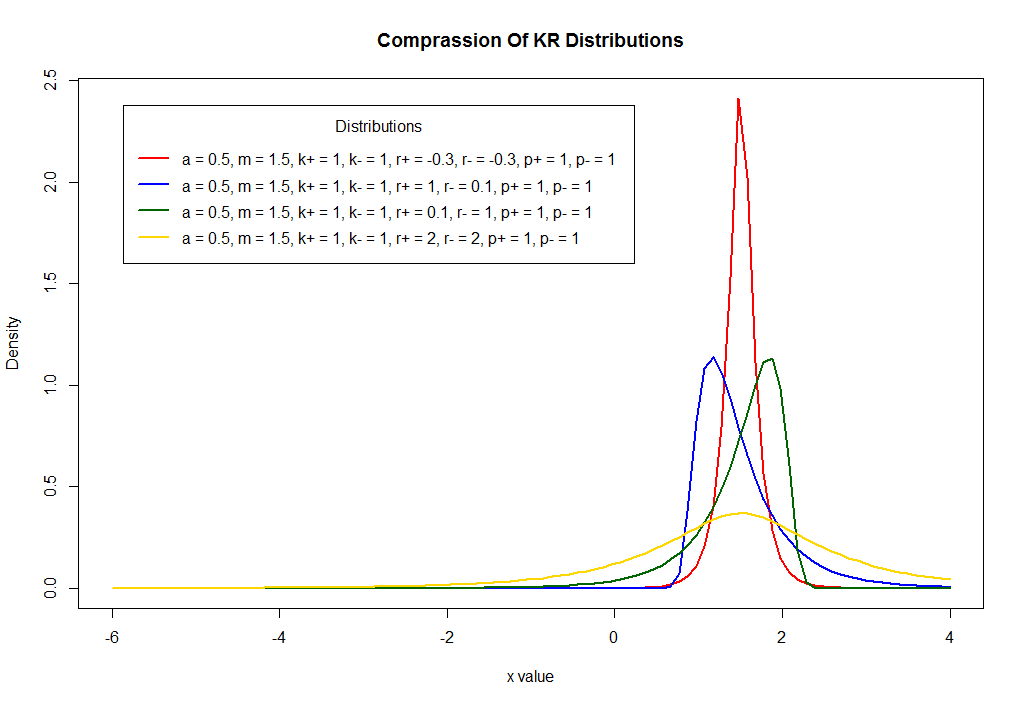 Comprassion Of KR Distributions
Density
2.5
2.0
1.5
1.0
0.5
0.0
Distributions
a = 0.5, m = 1.5, k+ = 1, k- = 1, r+ = -0.3, r- = -0.3, p+ = 1, p- = 1
a = 0.5, m = 1.5, k+ = 1, k- = 1, r+ = 1, r- = 0.1, p+ = 1, p- = 1
a = 0.5, m = 1.5, k+ = 1, k- = 1, r+ = 0.1, r- = 1, p+ = 1, p- = 1
a = 0.5, m = 1.5, k+ = 1, k- = 1, r+ = 2, r- = 2, p+ = 1, p- = 1
-6 -4 -2 0 2 4
x value